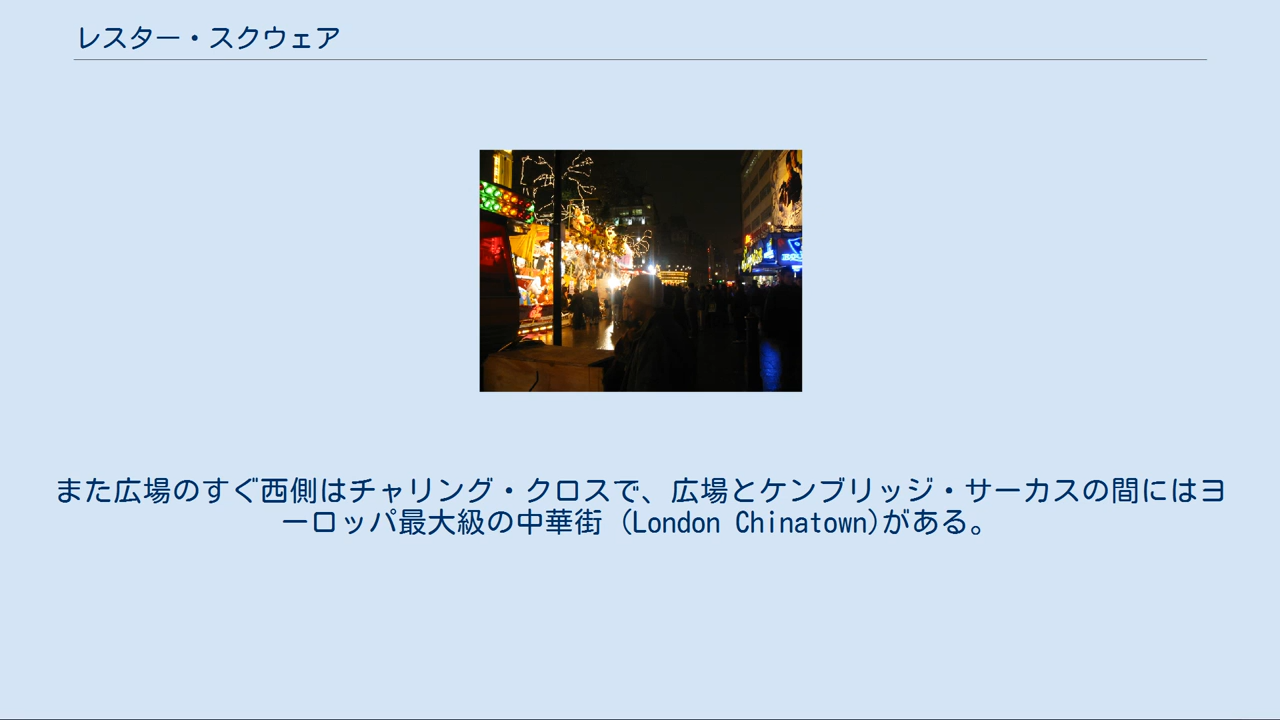 レスター・スクウェア
また広場のすぐ西側はチャリング・クロスで、広場とケンブリッジ・サーカスの間にはヨ
ーロッパ最大級の中華街 (London Chinatown)がある。